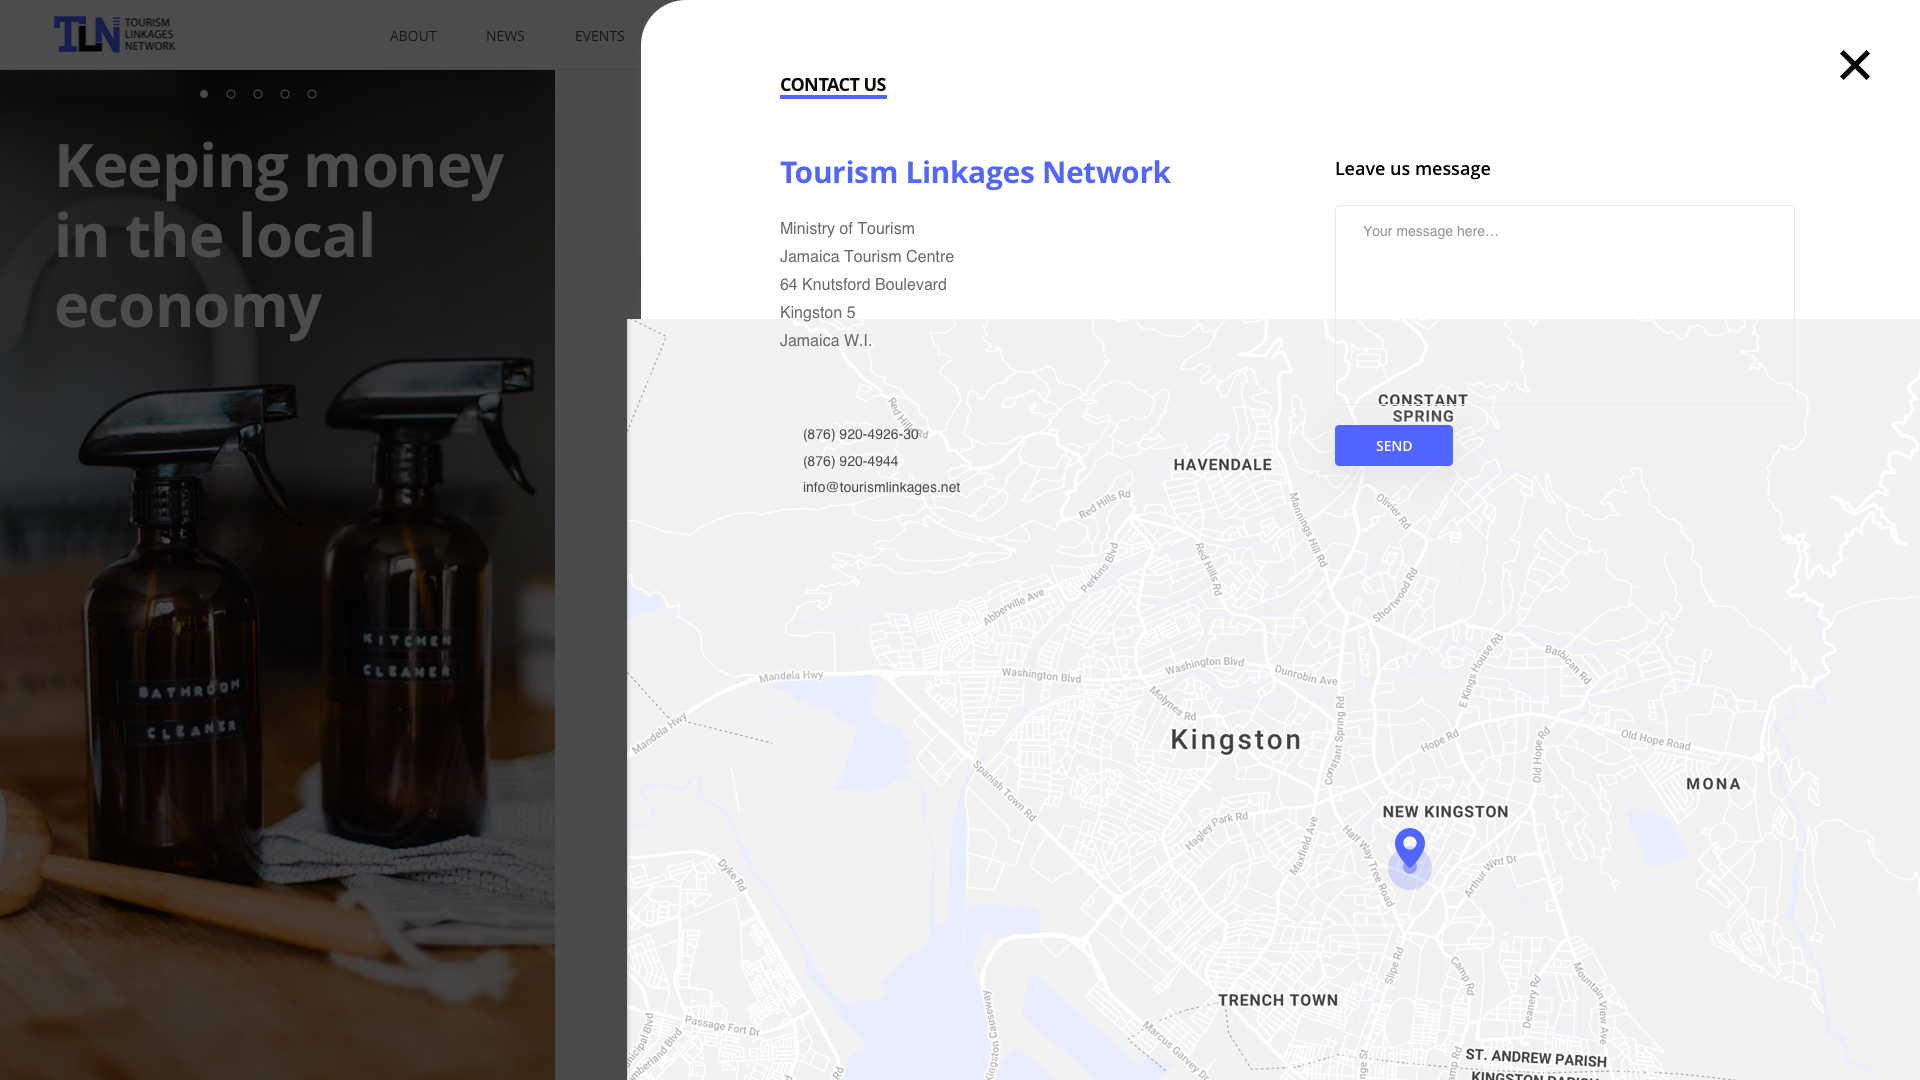 TLN TOURISM
LINKAGES
NETWORK
ABOUT NEWS EVENTS
Keeping money
in the local
economy
KITCHEN
CLEANER
BATHROOM
CLEANER
CONTACT US
Tourism Linkages Network
Ministry of Tourism
Jamaica Tourism Centre
64 Knutsford Boulevard
Kingston 5
Jamaica W.I.
(876) 920-4926-30
(876) 920-4944
info@tourismlinkages.net
Leave us message
Your message here...
SEND
CONSTANT
SPRING
Red Hills Rd
HAVENDALE
Red Hills Rd
Mannings Hill Rd
Olivier Rd
Perkins Blvd
Red Hills Rd
Abberville Ave
Shortwood Rd
Mandela Hwy
Washington Blvd
Washington Blvd
Dunrobin Ave
E Kings House Rd
Barbican Rd
Molynes Rd
Mandela Hwy
Kingston
Constant Spring Rd
Hope Rd
Old Hope Rd
Old Hope Road
MONA
Spanish Town Rd
NEW KINGSTON
Hagley Park Rd
Maxfield Ave
Half Way Tree Road
Arthur Wint Dr
Dyke Rd
Slipe Rd
Camp Rd
Mountain View Ave
Deanery Rd
TRENCH TOWN
Passage Fort Dr
Kingston Causeway
Marcus Garvey Dr
ST. ANDREW PARISH
KINGSTON PARISH